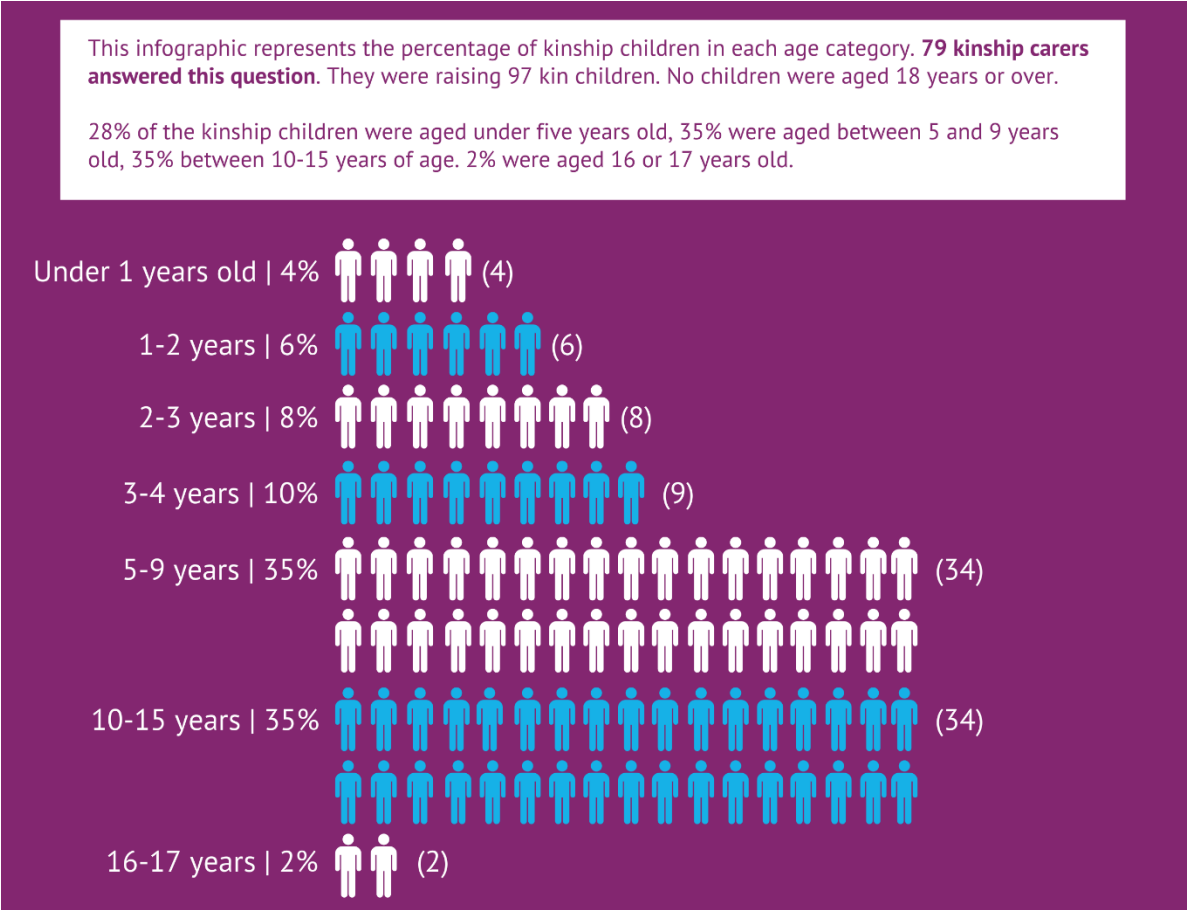 This infographic represents the percentage of kinship children in each age category. 79 kinship carers
answered this question. They were raising 97 kin children. No children were aged 18 years or over.
28% of the kinship children were aged under five years old, 35% were aged between 5 and 9 years
old, 35% between 10-15 years of age. 2% were aged 16 or 17 years old.
Under 1 years old | 4% (4)
1-2 years | 6% (6)
2-3 years | 8% (8)
3-4 years | 10% (9)
5-9 years | 35% (34)
10-15 years | 35% (34)
16-17 years | 2% (2)